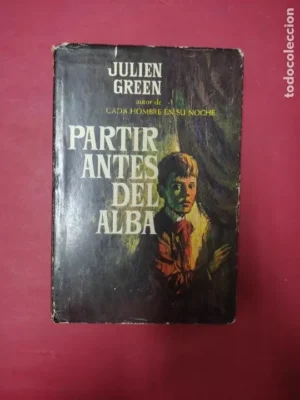 todocoleccion
JULIEN
GREEN
autor de
CADA HOMBRE EN SU NOCHE
PARTIR
ANTES
DEL
ALBA